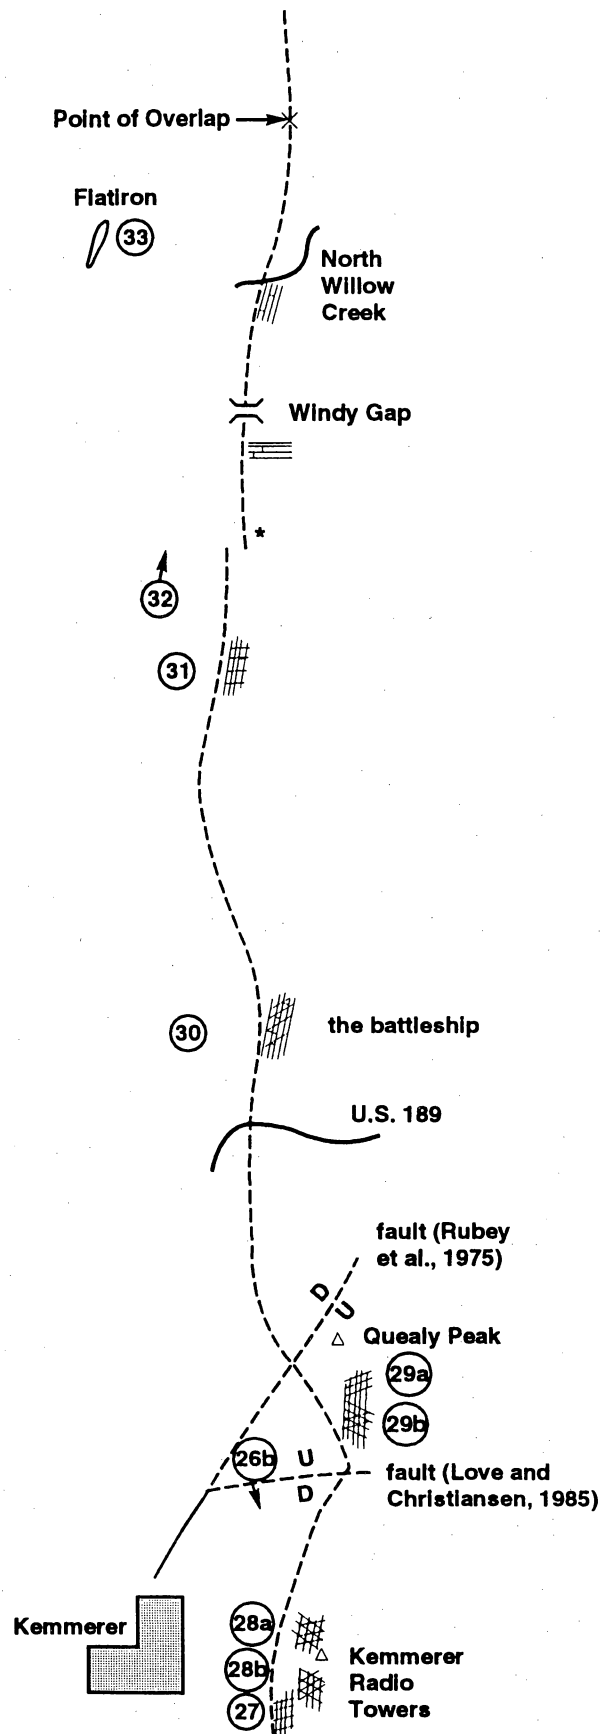 Point of Overlap
Flatiron
33
North
Willow
Creek
Windy Gap
*
32
31
30
the battleship
U.S. 189
fault (Rubey
et al., 1975)
D
U
Quealy Peak
29a
29b
26b
U
D
fault (Love and
Christiansen, 1985)
Kemmerer
28a
28b
27
Kemmerer
Radio
Towers